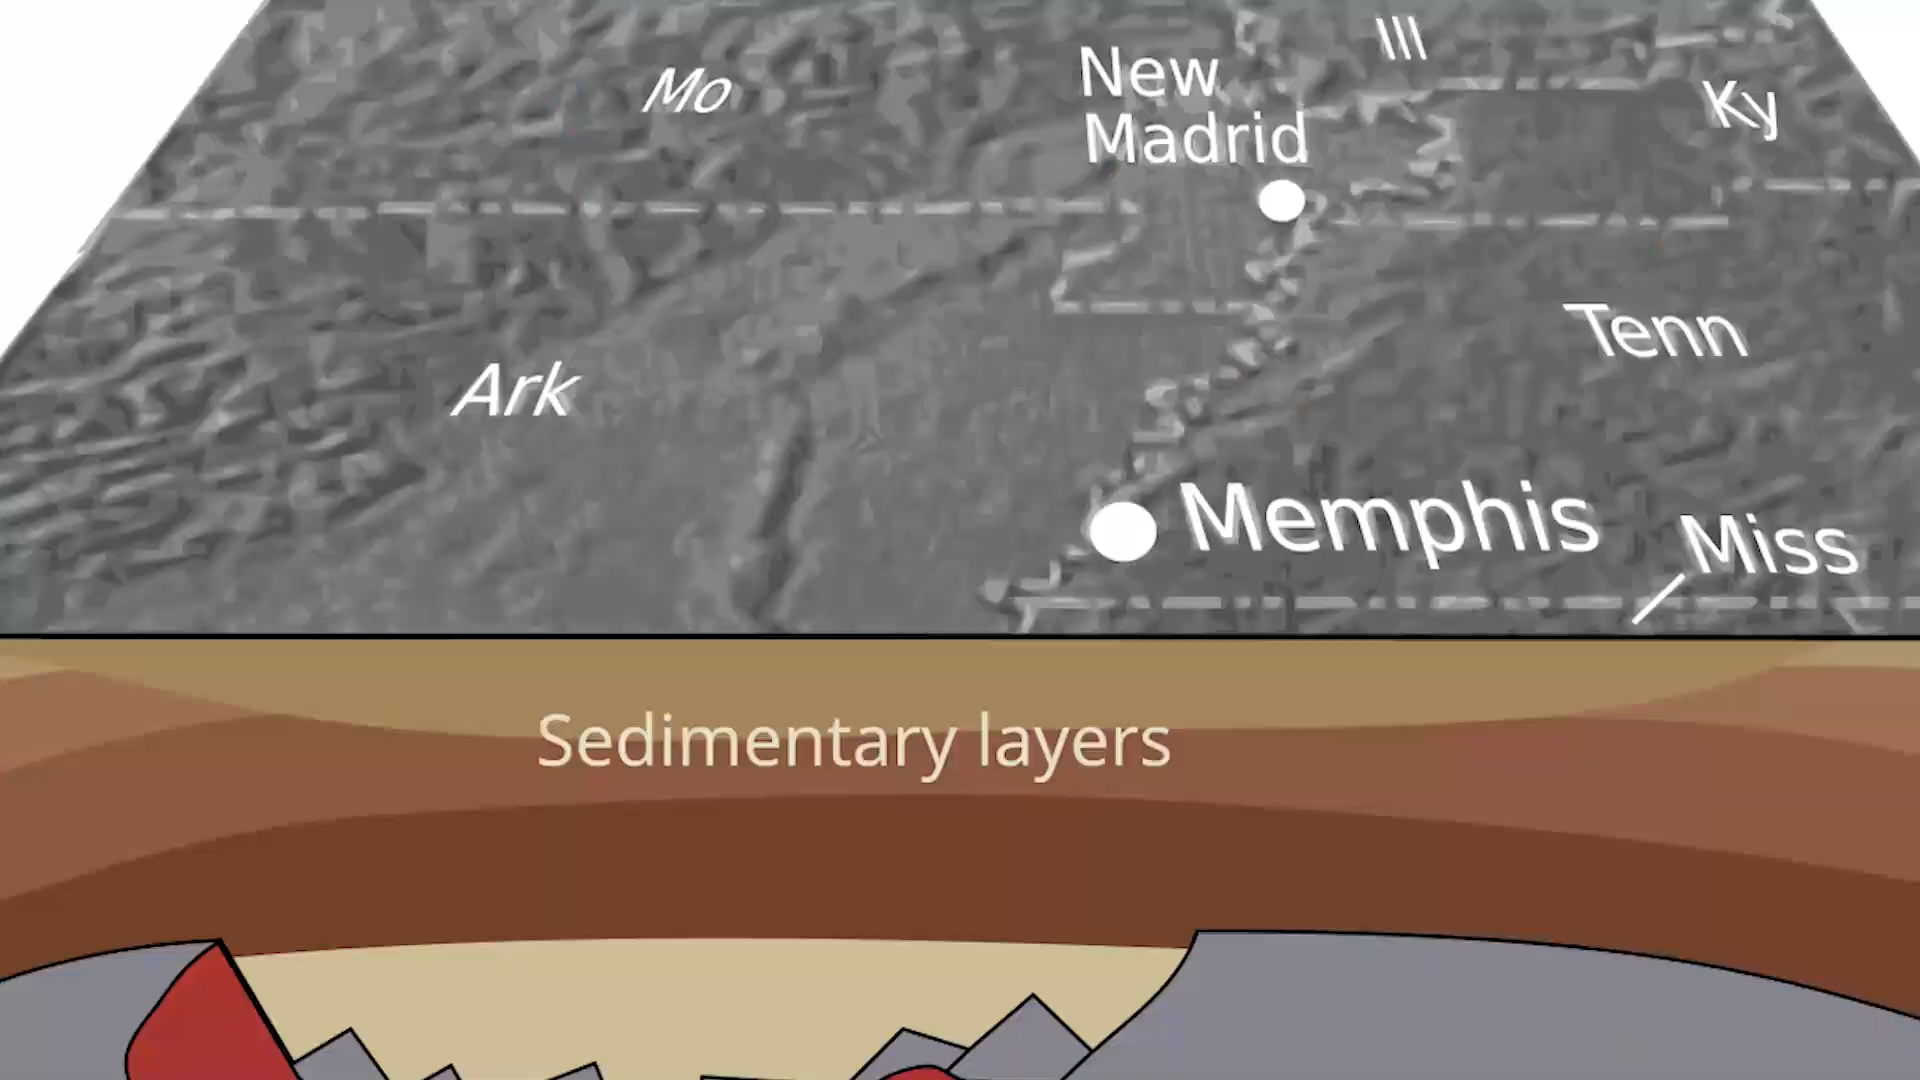 Mo
New
Madrid
Ill
Ky
Tenn
Ark
Memphis
Miss
Sedimentary layers